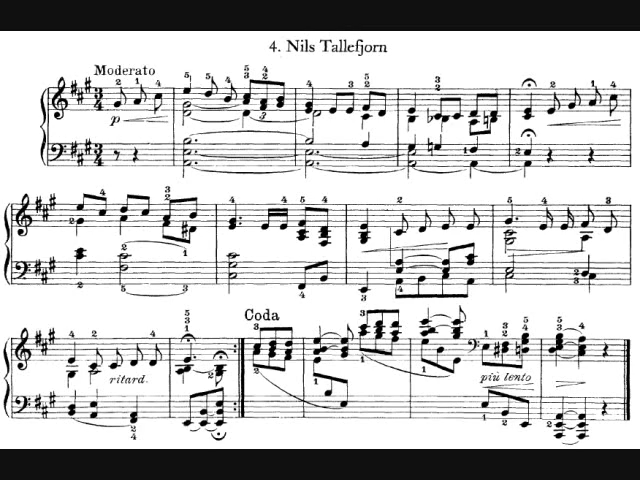 4. Nils Tallefjorn
Moderato
p
Coda
ritard.
più lento